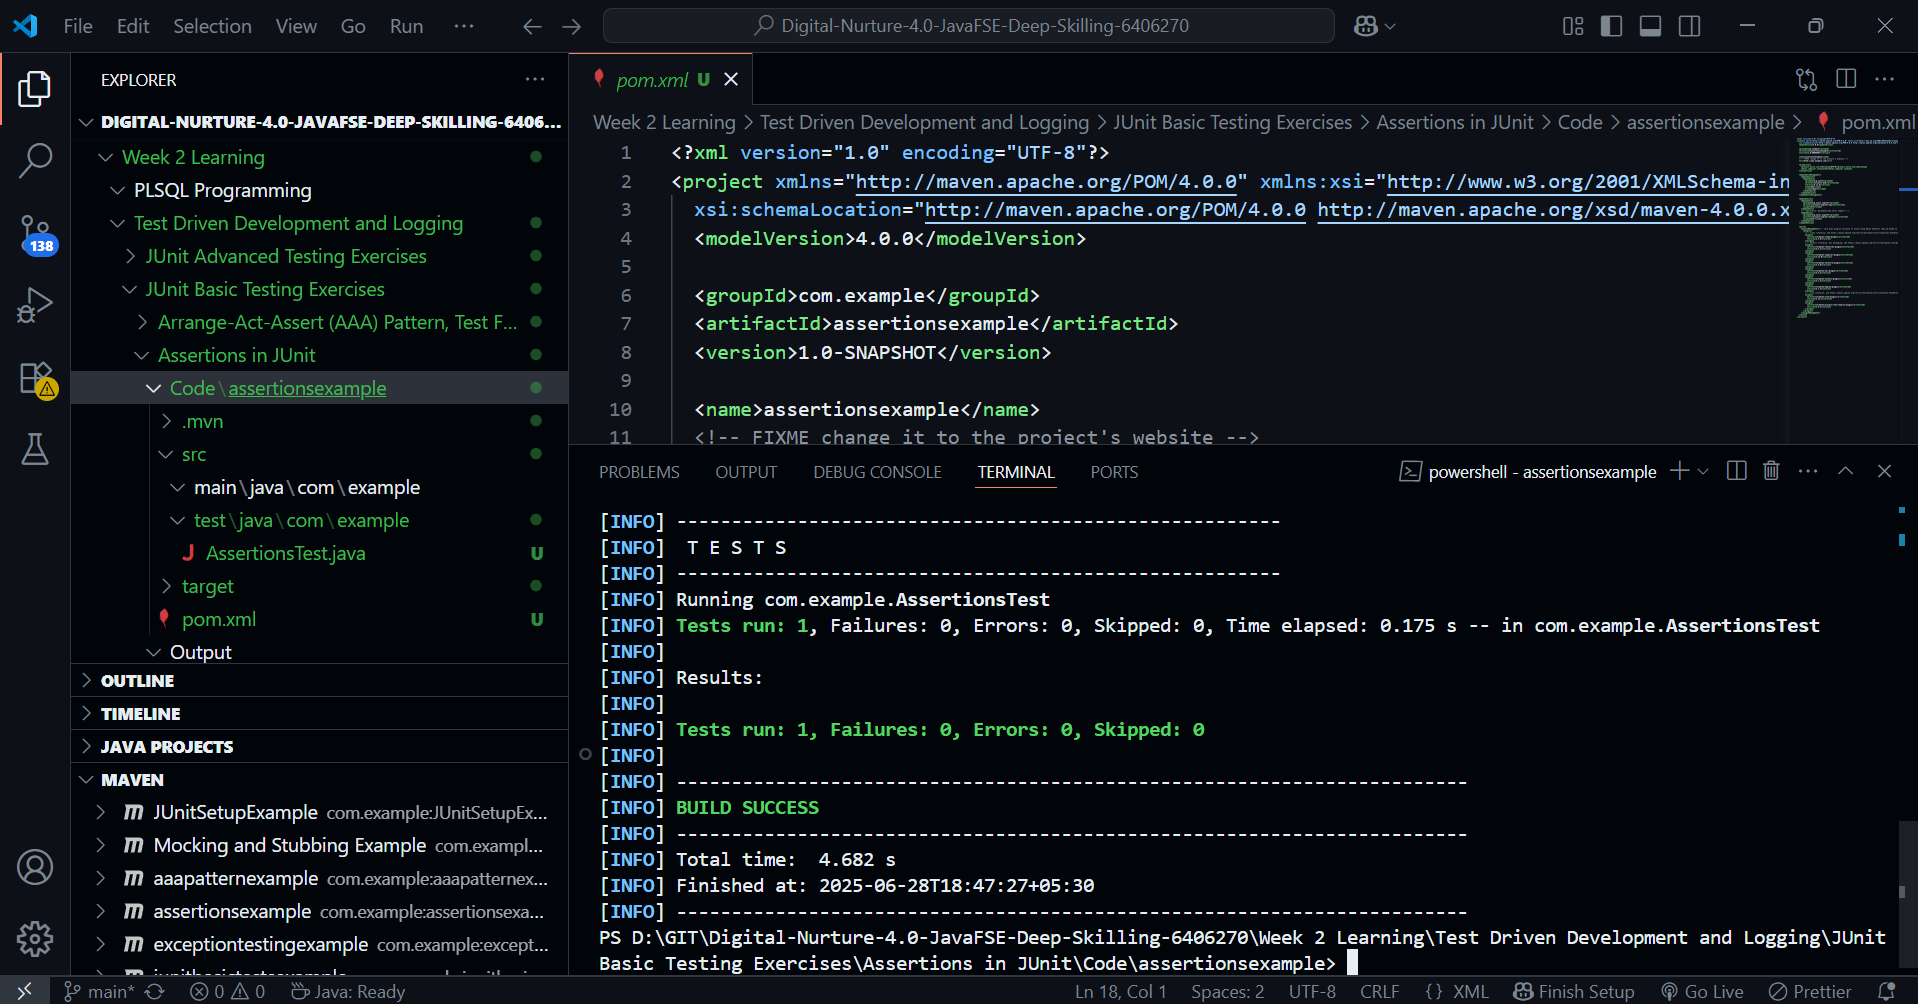 File Edit Selection View Go Run ··· Digital-Nurture-4.0-JavaFSE-Deep-Skilling-6406270
EXPLORER
DIGITAL-NURTURE-4.0-JAVAFSE-DEEP-SKILLING-6406...
Week 2 Learning
PLSQL Programming
Test Driven Development and Logging
JUnit Advanced Testing Exercises
JUnit Basic Testing Exercises
Arrange-Act-Assert (AAA) Pattern, Test F...
Assertions in JUnit
Code\assertionsexample
.mvn
src
main\java\com\example
test\java\com\example
AssertionsTest.java U
target
pom.xml U
Output
OUTLINE
TIMELINE
JAVA PROJECTS
MAVEN
JUnitSetupExample com.example:JUnitSetupEx...
Mocking and Stubbing Example com.exampl...
aaapatternexample com.example:aaapatternex...
assertionsexample com.example:assertionsexa...
exceptiontestingexample com.example:except...
138
pom.xml U
Week 2 Learning > Test Driven Development and Logging > JUnit Basic Testing Exercises > Assertions in JUnit > Code > assertionsexample > pom.xml
1 <?xml version="1.0" encoding="UTF-8"?>
2 <project xmlns="http://maven.apache.org/POM/4.0.0" xmlns:xsi="http://www.w3.org/2001/XMLSchema-in
3 xsi:schemaLocation="http://maven.apache.org/POM/4.0.0 http://maven.apache.org/xsd/maven-4.0.0.x
4 <modelVersion>4.0.0</modelVersion>
5
6 <groupId>com.example</groupId>
7 <artifactId>assertionsexample</artifactId>
8 <version>1.0-SNAPSHOT</version>
9
10 <name>assertionsexample</name>
11 <!-- FIXME change it to the project's website -->
PROBLEMS OUTPUT DEBUG CONSOLE TERMINAL PORTS powershell - assertionsexample
[INFO] -------------------------------------------------------
[INFO]  T E S T S
[INFO] -------------------------------------------------------
[INFO] Running com.example.AssertionsTest
[INFO] Tests run: 1, Failures: 0, Errors: 0, Skipped: 0, Time elapsed: 0.175 s -- in com.example.AssertionsTest
[INFO]
[INFO] Results:
[INFO]
[INFO] Tests run: 1, Failures: 0, Errors: 0, Skipped: 0
[INFO]
[INFO] ------------------------------------------------------------------------
[INFO] BUILD SUCCESS
[INFO] ------------------------------------------------------------------------
[INFO] Total time:  4.682 s
[INFO] Finished at: 2025-06-28T18:47:27+05:30
[INFO] ------------------------------------------------------------------------
PS D:\GIT\Digital-Nurture-4.0-JavaFSE-Deep-Skilling-6406270\Week 2 Learning\Test Driven Development and Logging\JUnit
Basic Testing Exercises\Assertions in JUnit\Code\assertionsexample>
main* 0 0 Java: Ready Ln 18, Col 1 Spaces: 2 UTF-8 CRLF {} XML Finish Setup Go Live Prettier